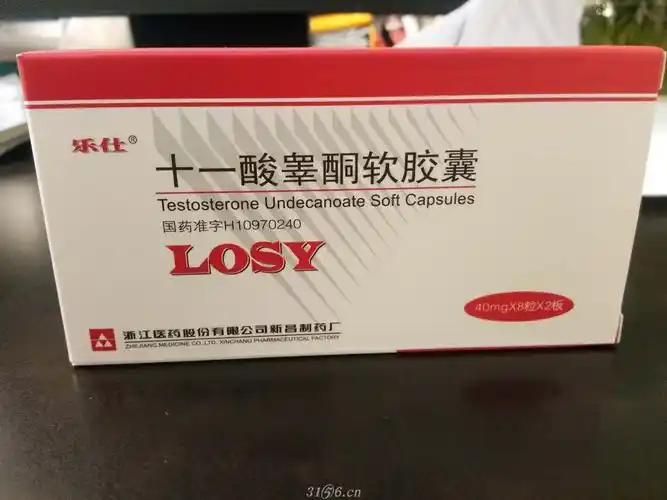 乐仕®
十一酸睾酮软胶囊
Testosterone Undecanoate Soft Capsules
国药准字H10970240
LOSY
40mgX8粒X2板
浙江医药股份有限公司新昌制药厂
ZHEJIANG MEDICINE CO.,LTD. XINCHANG PHARMACEUTICAL FACTORY
3156.cn